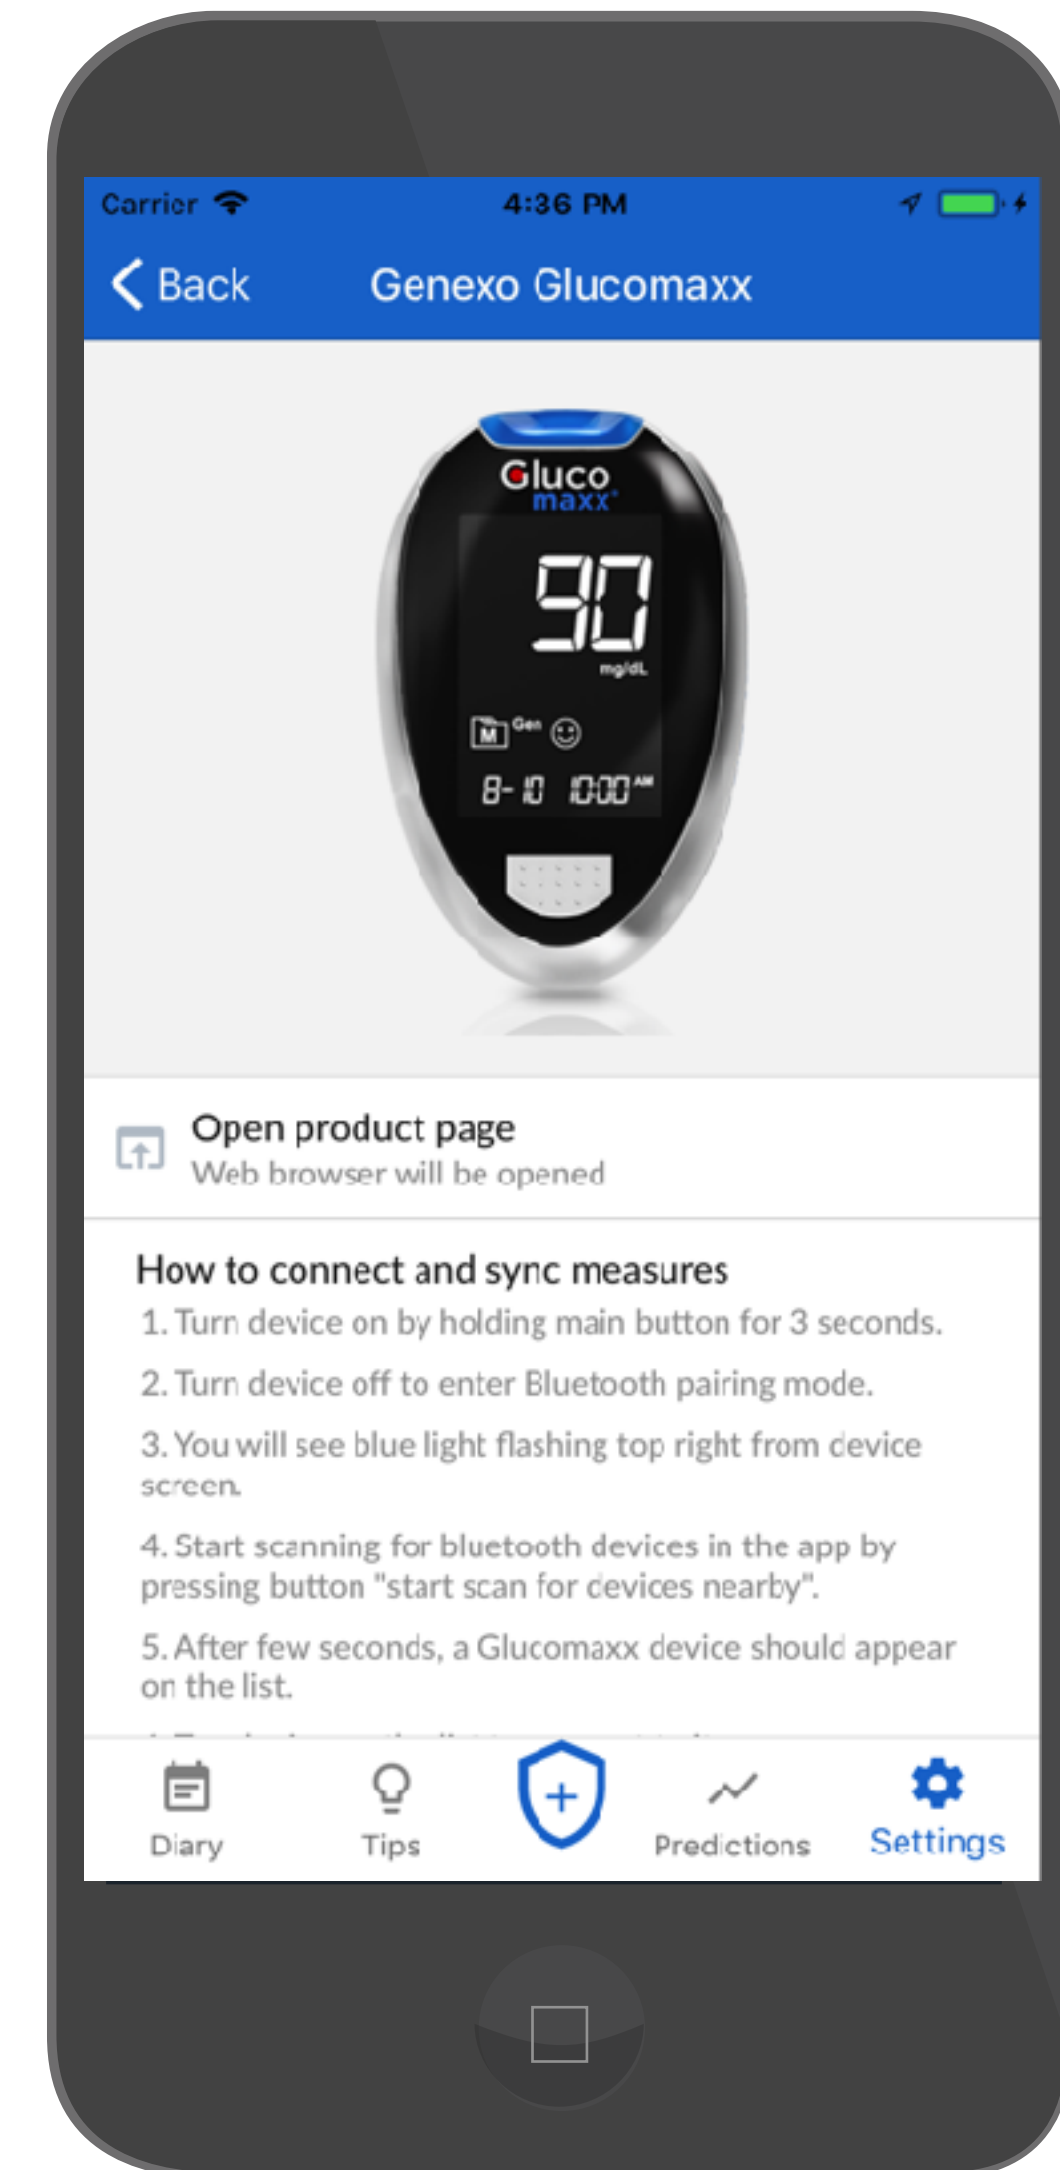 Carrier 4:36 PM
Back Genexo Glucomaxx
Gluco
maxx
90
mg/dL
M Gen
8-10 10:00 AM
Open product page
Web browser will be opened
How to connect and sync measures
1. Turn device on by holding main button for 3 seconds.
2. Turn device off to enter Bluetooth pairing mode.
3. You will see blue light flashing top right from device
screen.
4. Start scanning for bluetooth devices in the app by
pressing button "start scan for devices nearby".
5. After few seconds, a Glucomaxx device should appear
on the list.
Diary Tips Predictions Settings